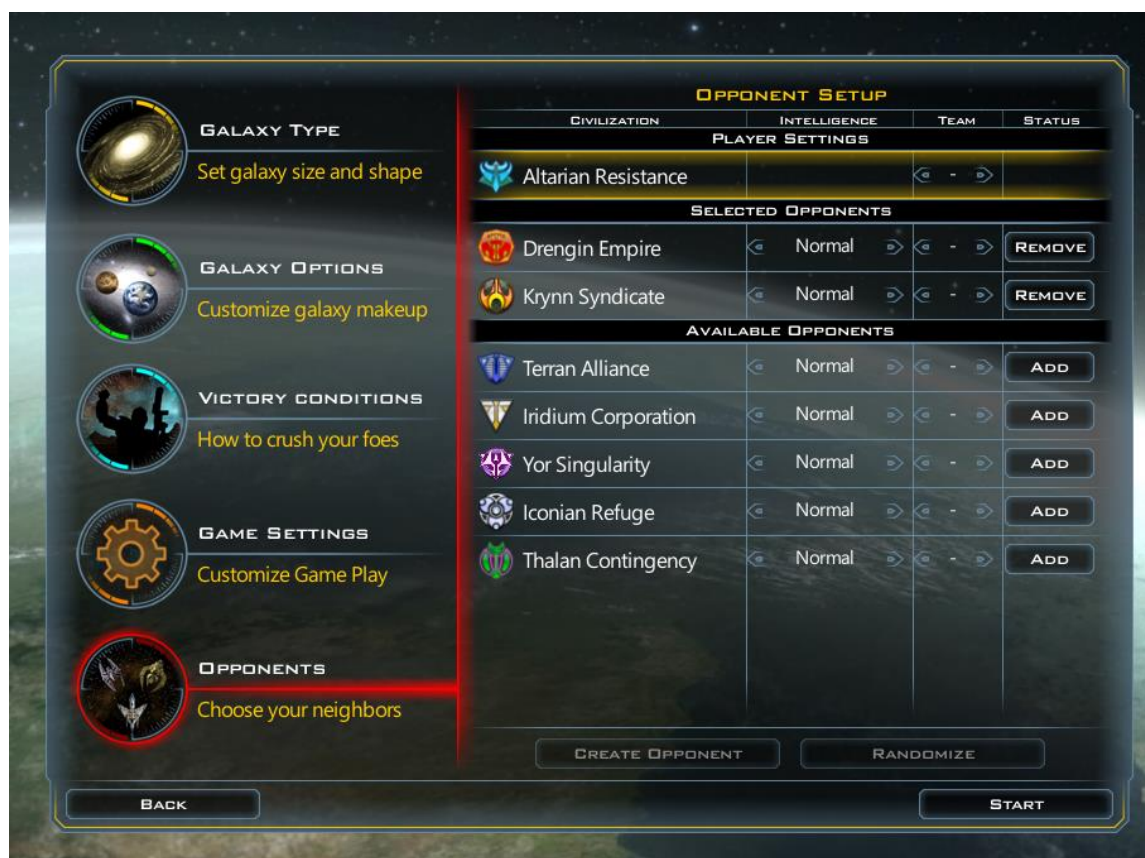 Galaxy Type
Set galaxy size and shape
Galaxy Options
Customize galaxy makeup
Victory conditions
How to crush your foes
Game Settings
Customize Game Play
Opponents
Choose your neighbors
Opponent Setup
Civilization Intelligence Team Status
Player Settings
Altarian Resistance -
Selected Opponents
Drengin Empire Normal - Remove
Krynn Syndicate Normal - Remove
Available Opponents
Terran Alliance Normal - Add
Iridium Corporation Normal - Add
Yor Singularity Normal - Add
Iconian Refuge Normal - Add
Thalan Contingency Normal - Add
Create Opponent Randomize
Back Start